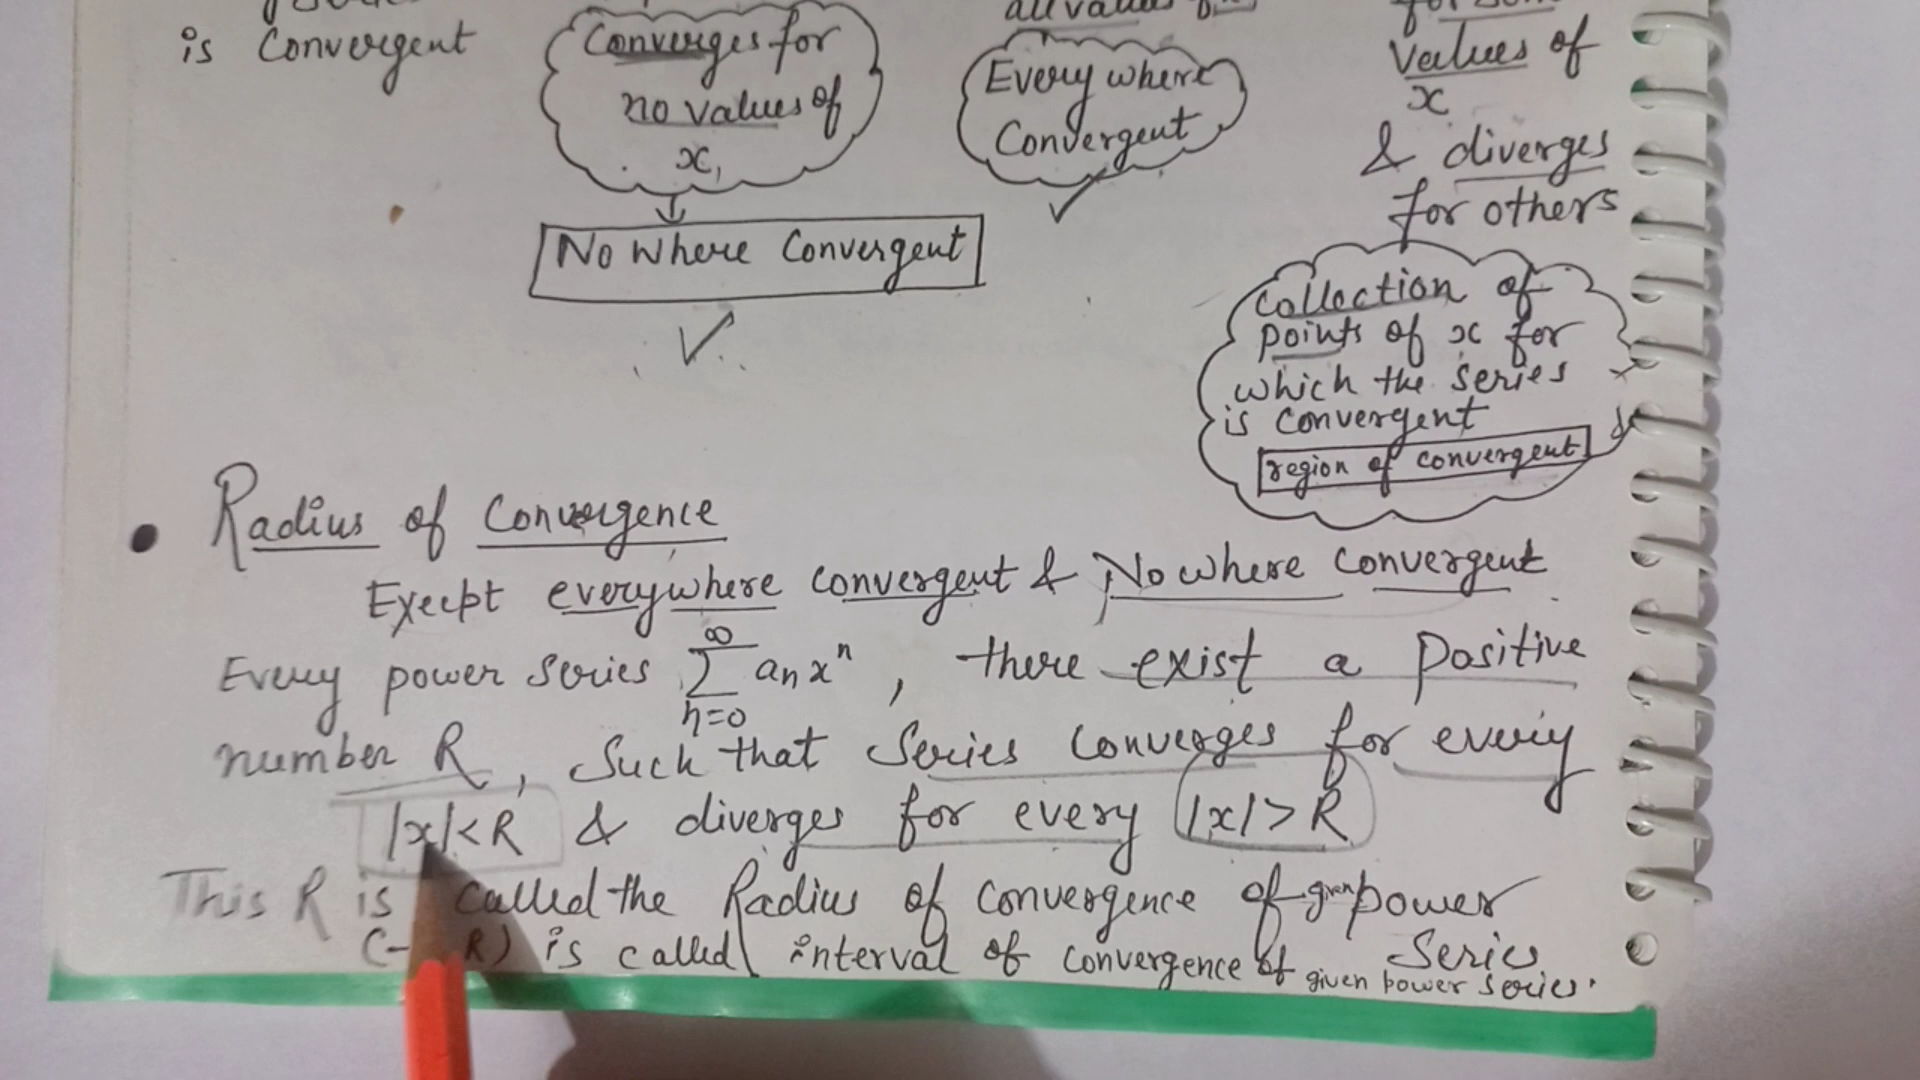 is Convergent
Converges for
no values of
x,
No Where Convergent
all values of
Every where
Convergent
values of
x
& diverges
for others
Collection of
points of x for
which the series
is convergent
region of convergent
• Radius of Convergence
Except everywhere convergent & No where convergent
Every power series ∑_{n=0}^{∞} a_n x^n , there exist a positive
number R, Such that Series converges for every
|x| < R & diverges for every |x| > R
This R is called the Radius of convergence of given power Series
(- R) is called interval of convergence of given power series.